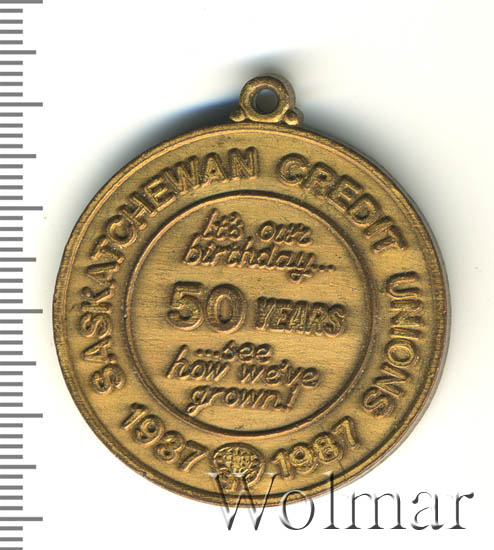 SASKATCHEWAN CREDIT UNIONS
It's our
birthday...
50 YEARS
...see
how we've
grown!
1937 1987
Wolmar